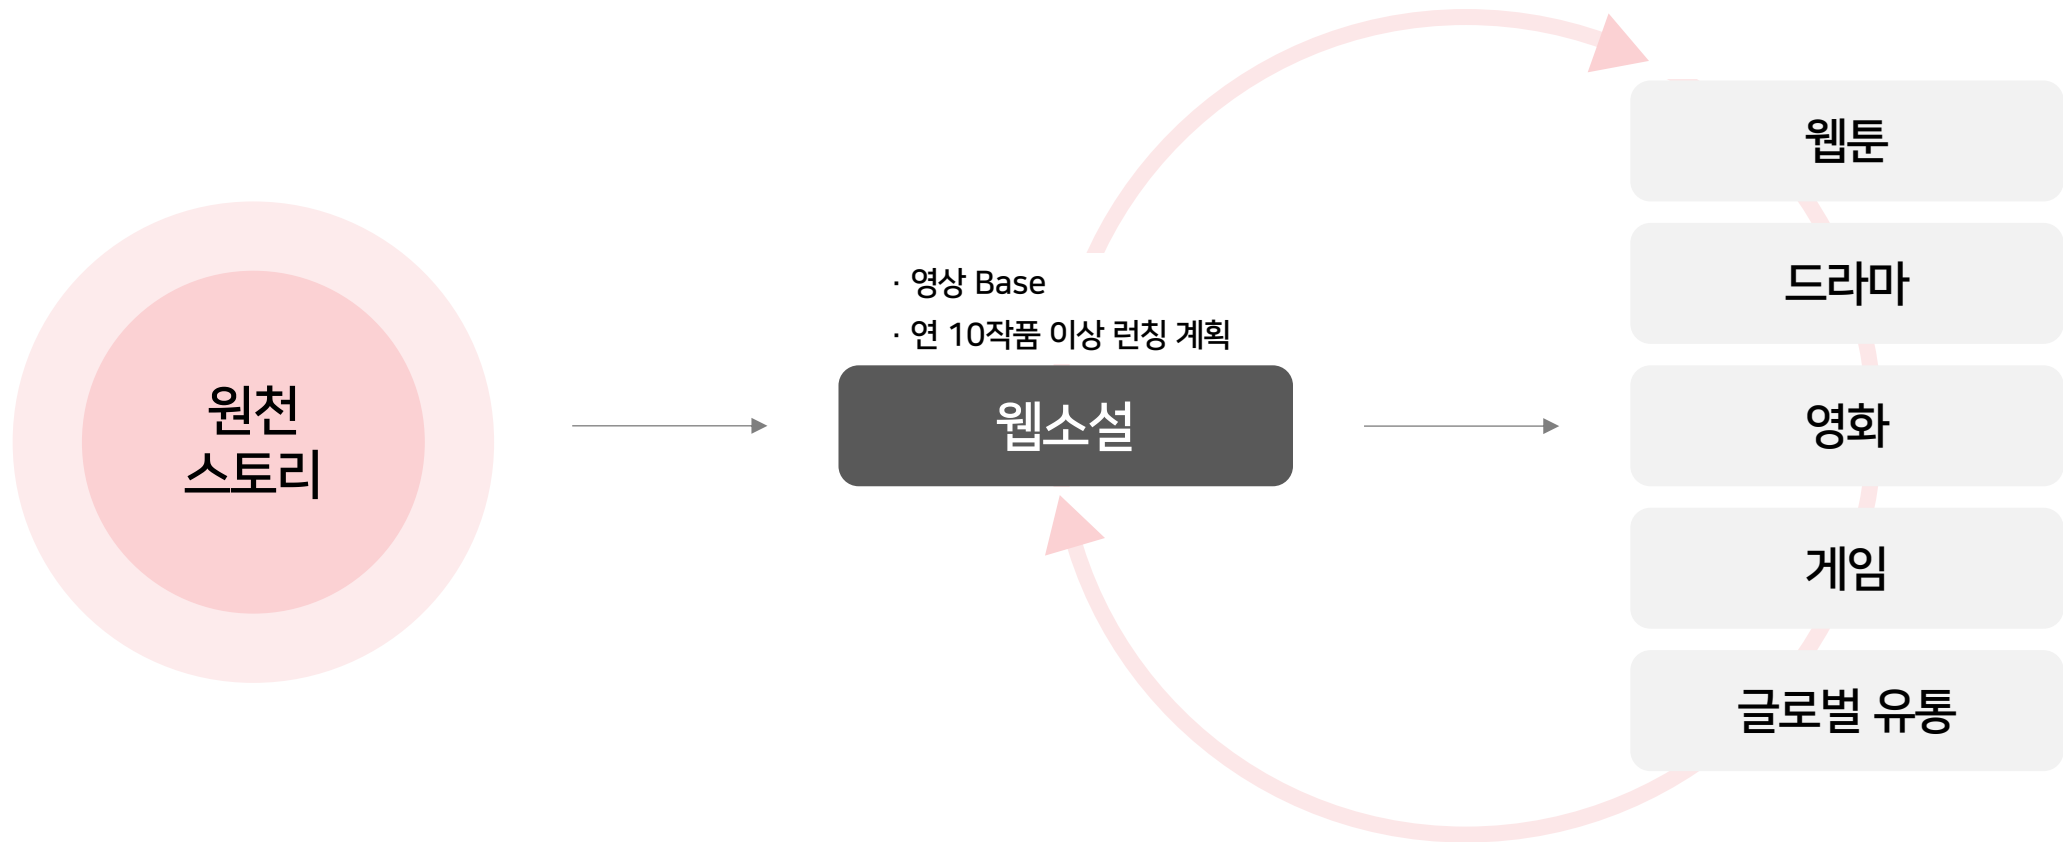 원천
스토리
· 영상 Base
· 연 10작품 이상 런칭 계획
웹소설
웹툰
드라마
영화
게임
글로벌 유통